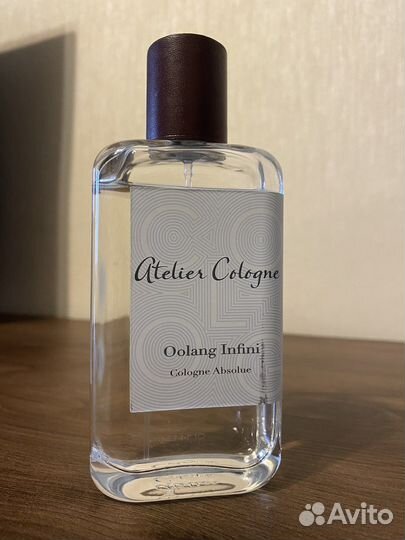 Atelier Cologne
Oolang Infini
Cologne Absolue
Avito